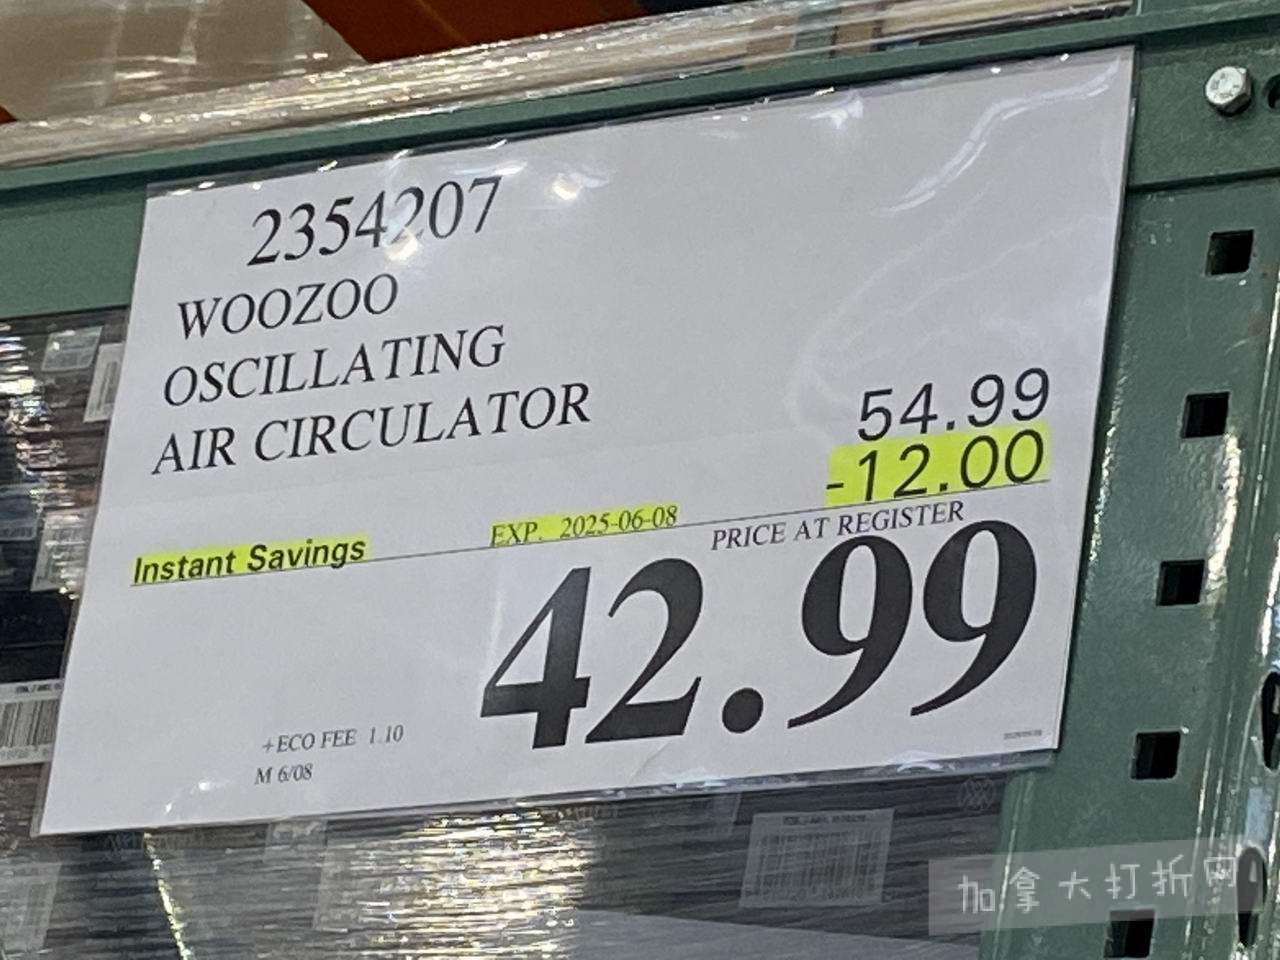 2354207
WOOZOO
OSCILLATING
AIR CIRCULATOR
54.99
-12.00
Instant Savings EXP. 2025-06-08
PRICE AT REGISTER
42.99
+ECO FEE 1.10
M 6/08
加拿大打折网